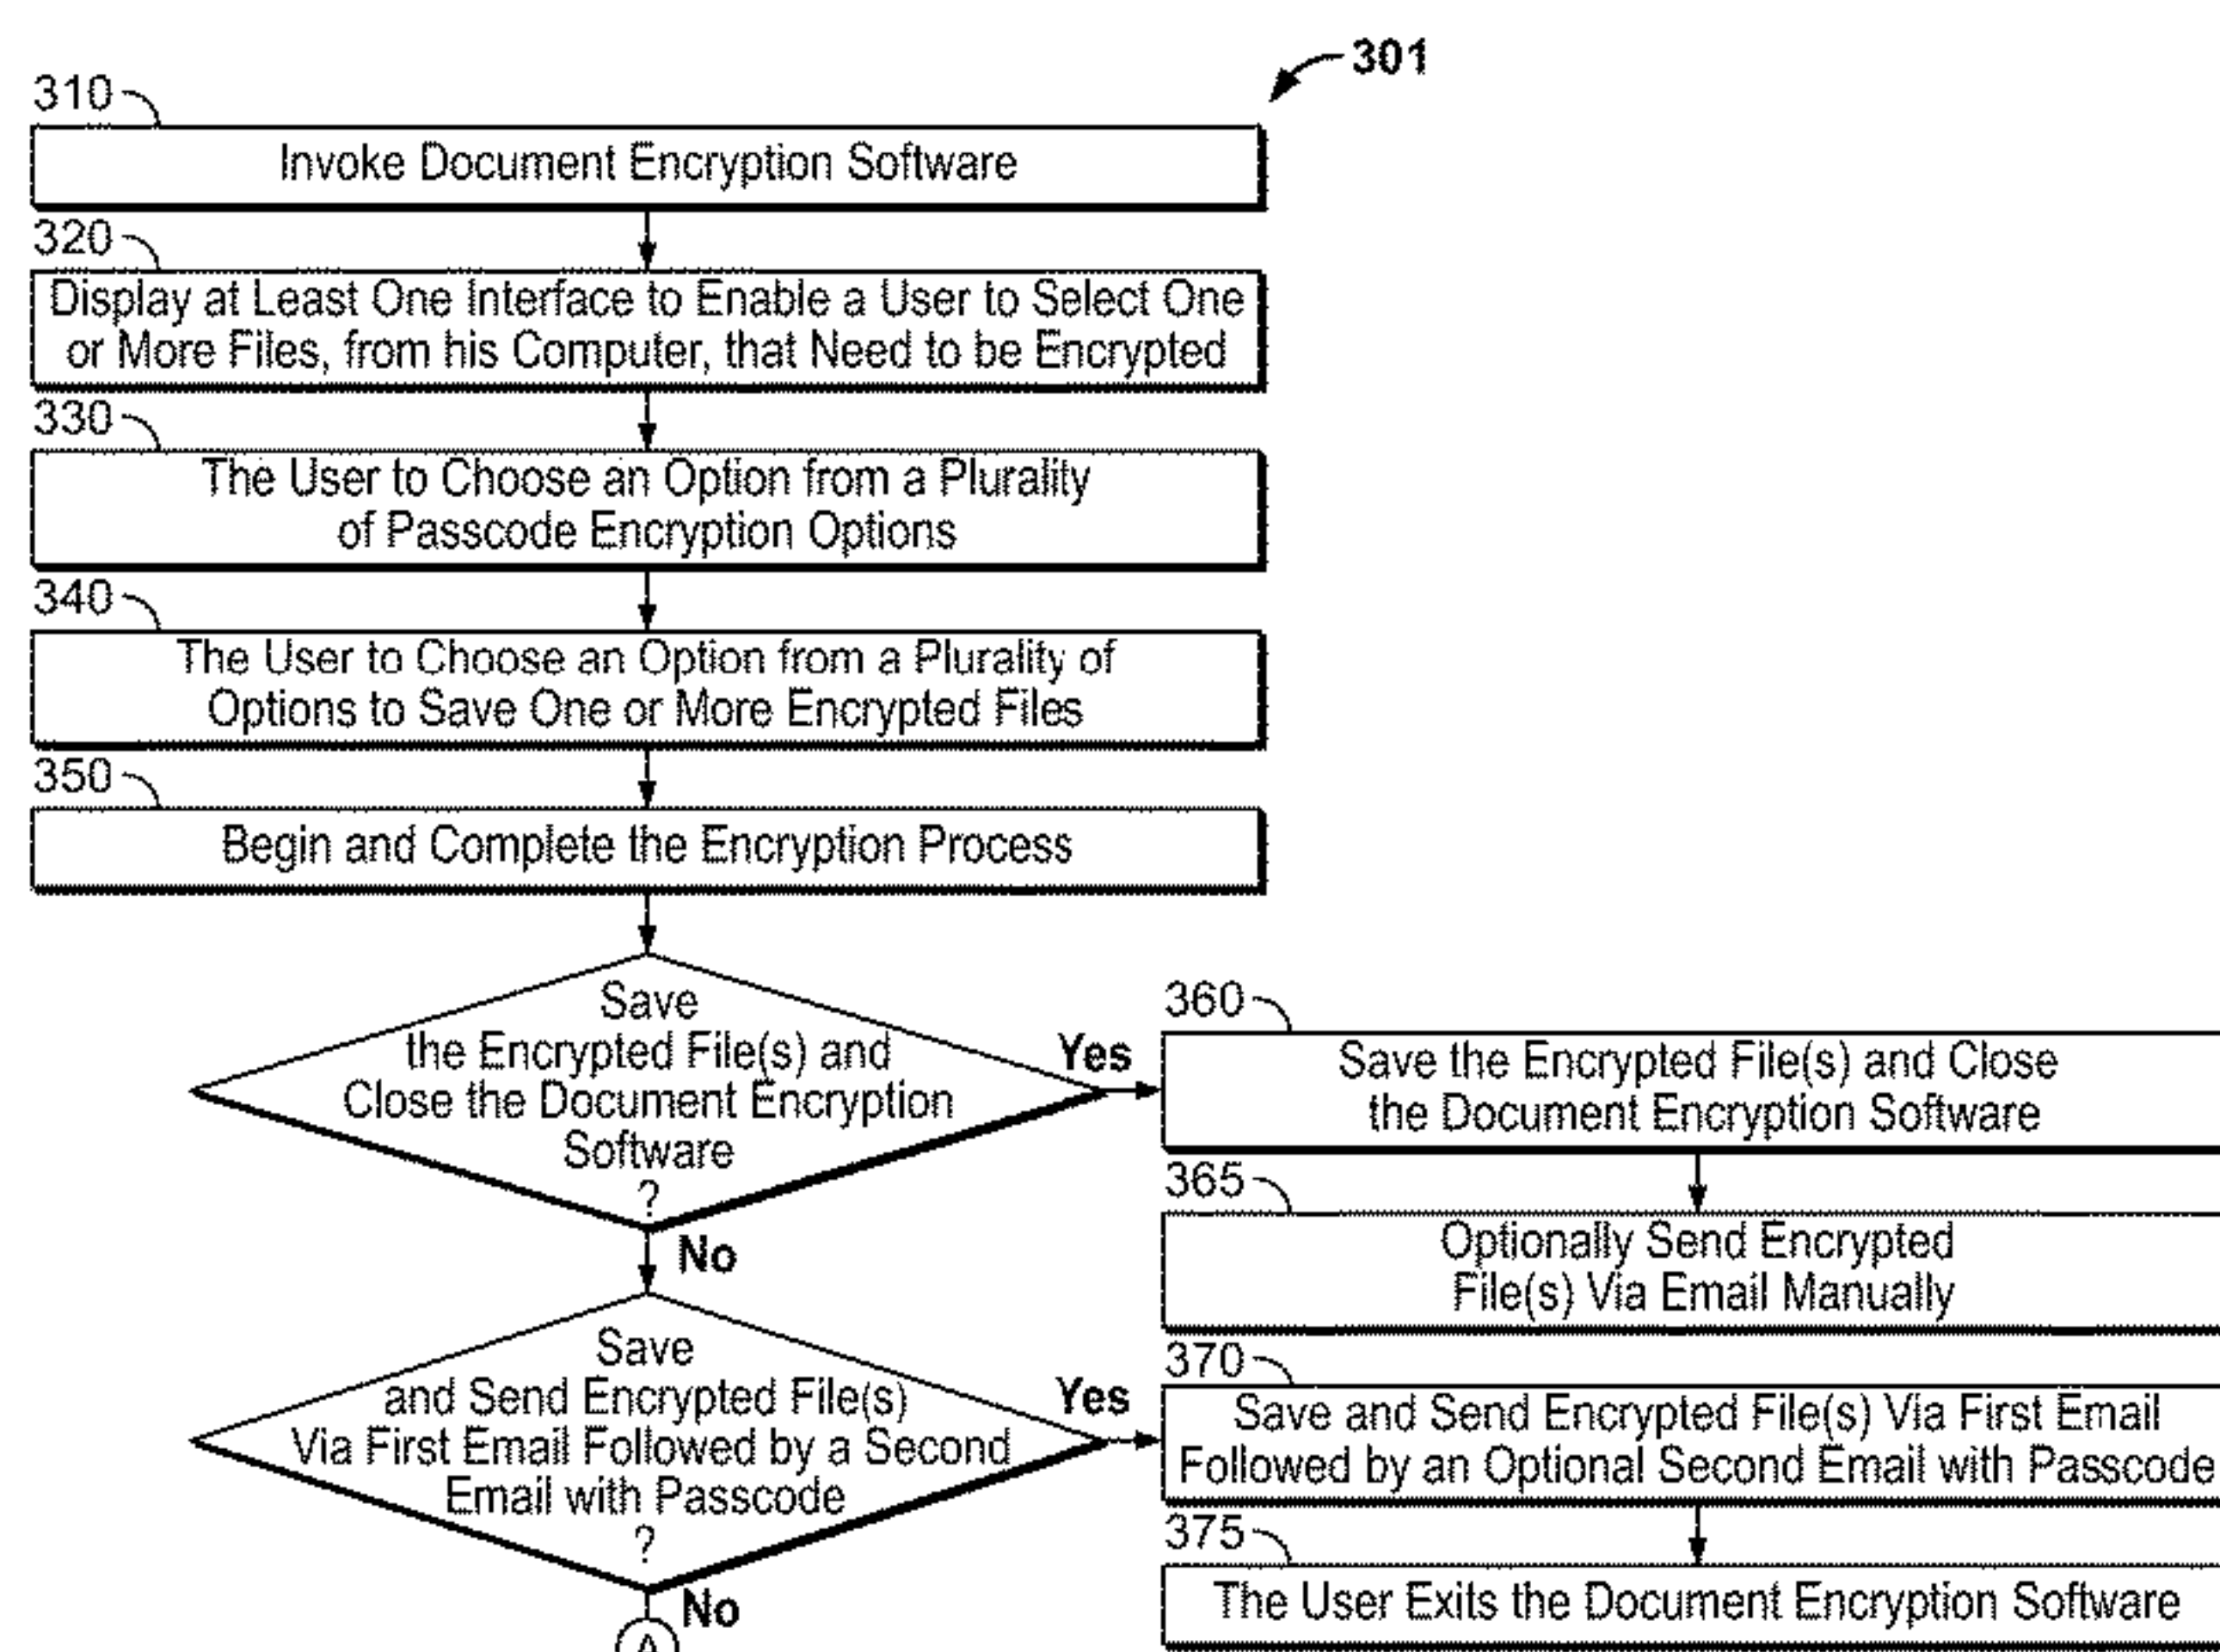 301
310
Invoke Document Encryption Software
320
Display at Least One Interface to Enable a User to Select One
or More Files, from his Computer, that Need to be Encrypted
330
The User to Choose an Option from a Plurality
of Passcode Encryption Options
340
The User to Choose an Option from a Plurality of
Options to Save One or More Encrypted Files
350
Begin and Complete the Encryption Process
Save
the Encrypted File(s) and
Close the Document Encryption
Software
?
Yes
No
360
Save the Encrypted File(s) and Close
the Document Encryption Software
365
Optionally Send Encrypted
File(s) Via Email Manually
Save
and Send Encrypted File(s)
Via First Email Followed by a Second
Email with Passcode
?
Yes
No
370
Save and Send Encrypted File(s) Via First Email
Followed by an Optional Second Email with Passcode
375
The User Exits the Document Encryption Software
A